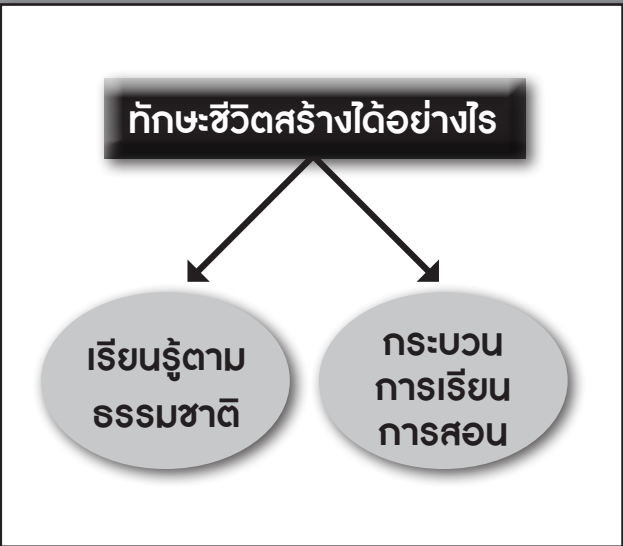 ทักษะชีวิตสร้างได้อย่างไร
เรียนรู้ตาม
ธรรมชาติ
กระบวน
การเรียน
การสอน